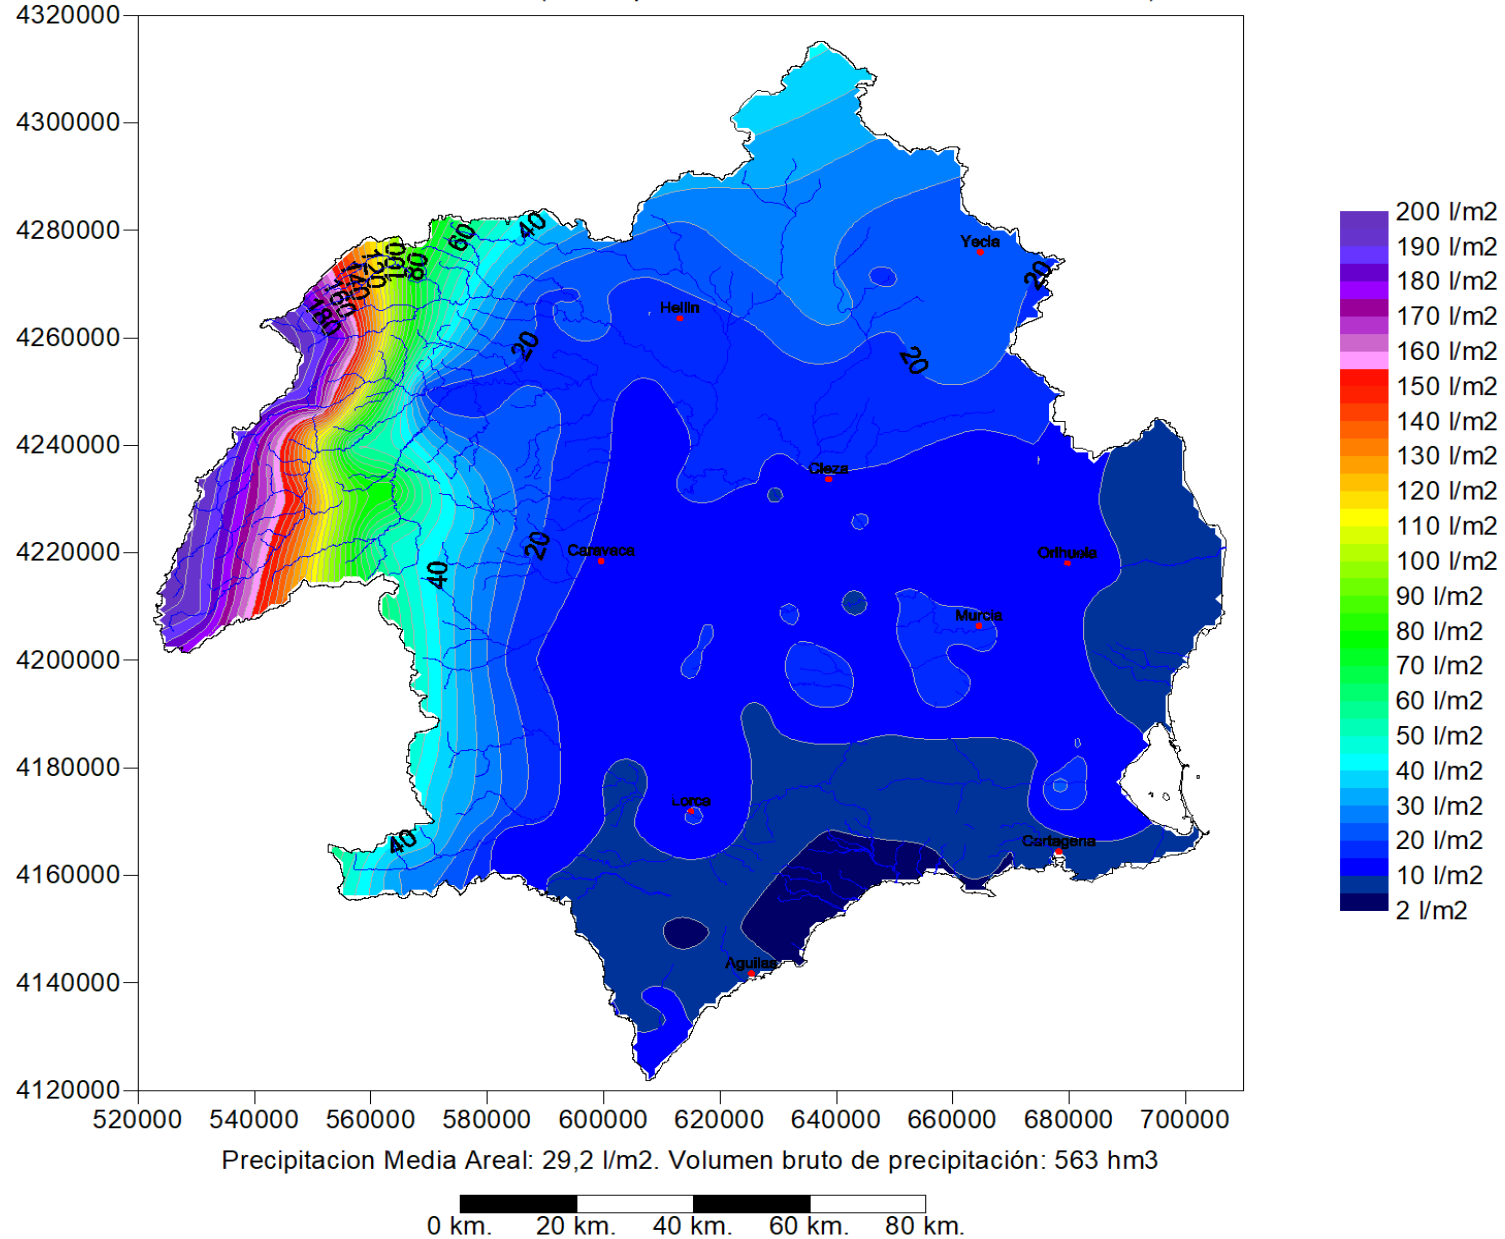 4320000
4300000
4280000
4260000
4240000
4220000
4200000
4180000
4160000
4140000
4120000
520000 540000 560000 580000 600000 620000 640000 660000 680000 700000
180
160
140
120
100
80
60
40
20
20
20
20
40
40
Yecla
Hellin
Cieza
Caravaca
Orihuela
Murcia
Lorca
Cartagena
Aguilas
200 l/m2
190 l/m2
180 l/m2
170 l/m2
160 l/m2
150 l/m2
140 l/m2
130 l/m2
120 l/m2
110 l/m2
100 l/m2
90 l/m2
80 l/m2
70 l/m2
60 l/m2
50 l/m2
40 l/m2
30 l/m2
20 l/m2
10 l/m2
2 l/m2
Precipitacion Media Areal: 29,2 l/m2. Volumen bruto de precipitación: 563 hm3
0 km. 20 km. 40 km. 60 km. 80 km.